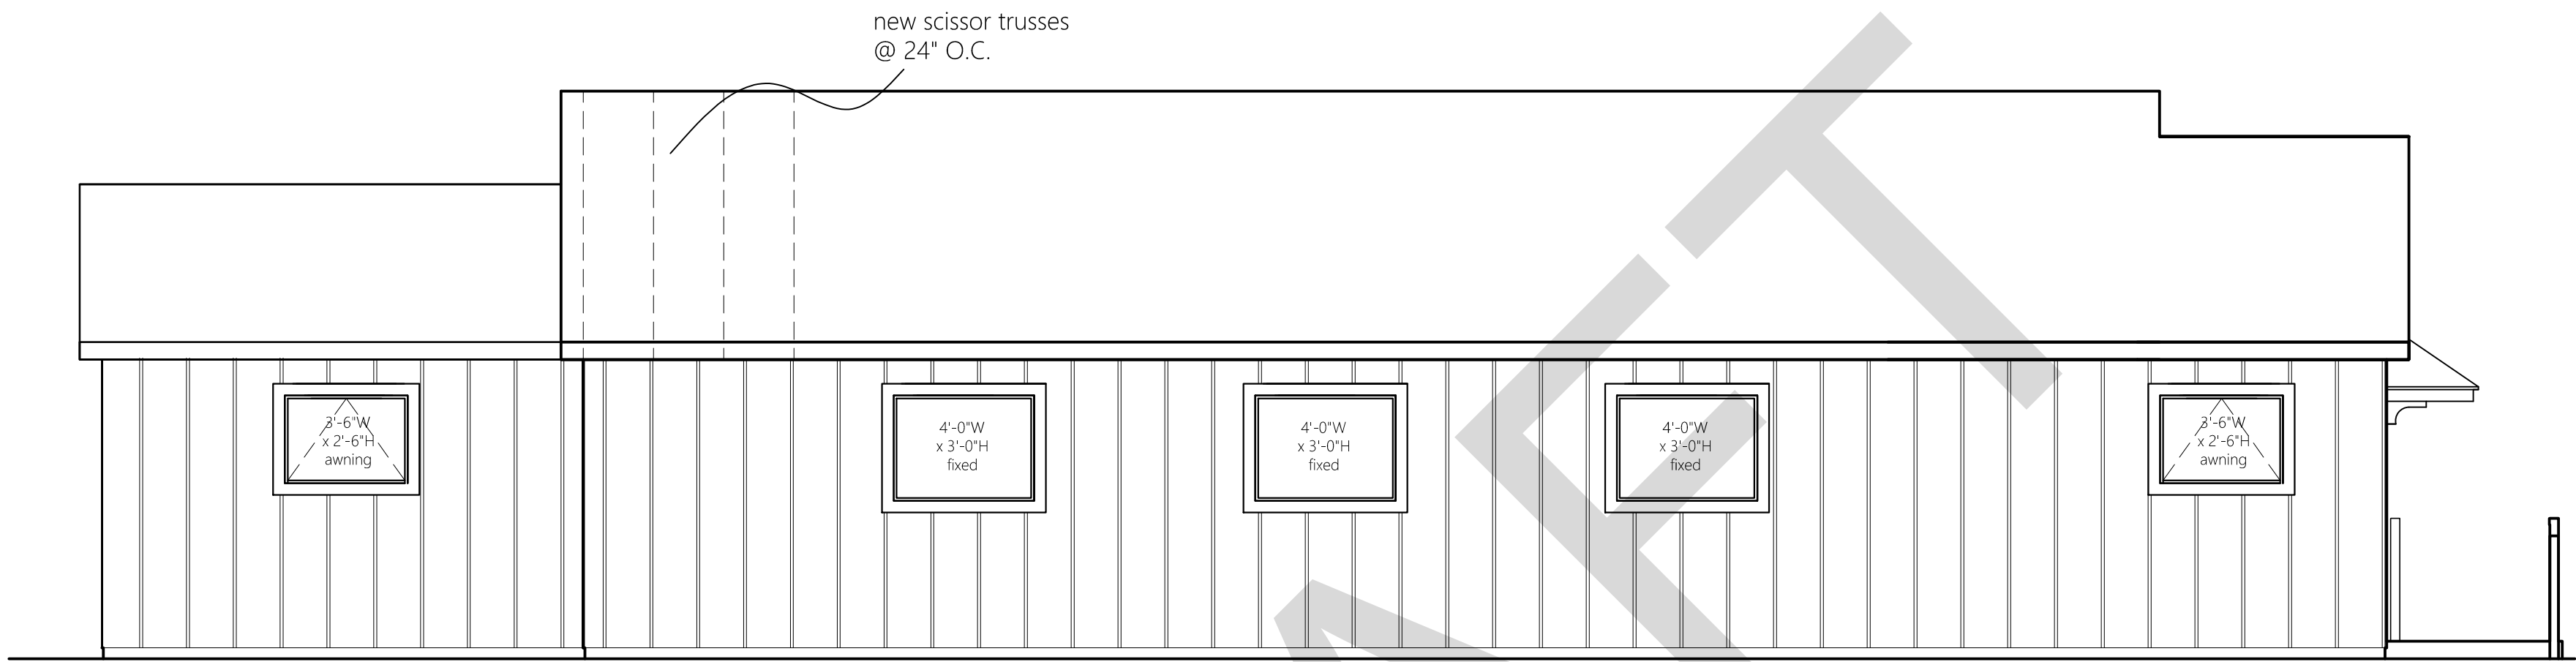 new scissor trusses
@ 24" O.C.
3'-6"W
x 2'-6"H
awning
4'-0"W
x 3'-0"H
fixed
4'-0"W
x 3'-0"H
fixed
4'-0"W
x 3'-0"H
fixed
3'-6"W
x 2'-6"H
awning